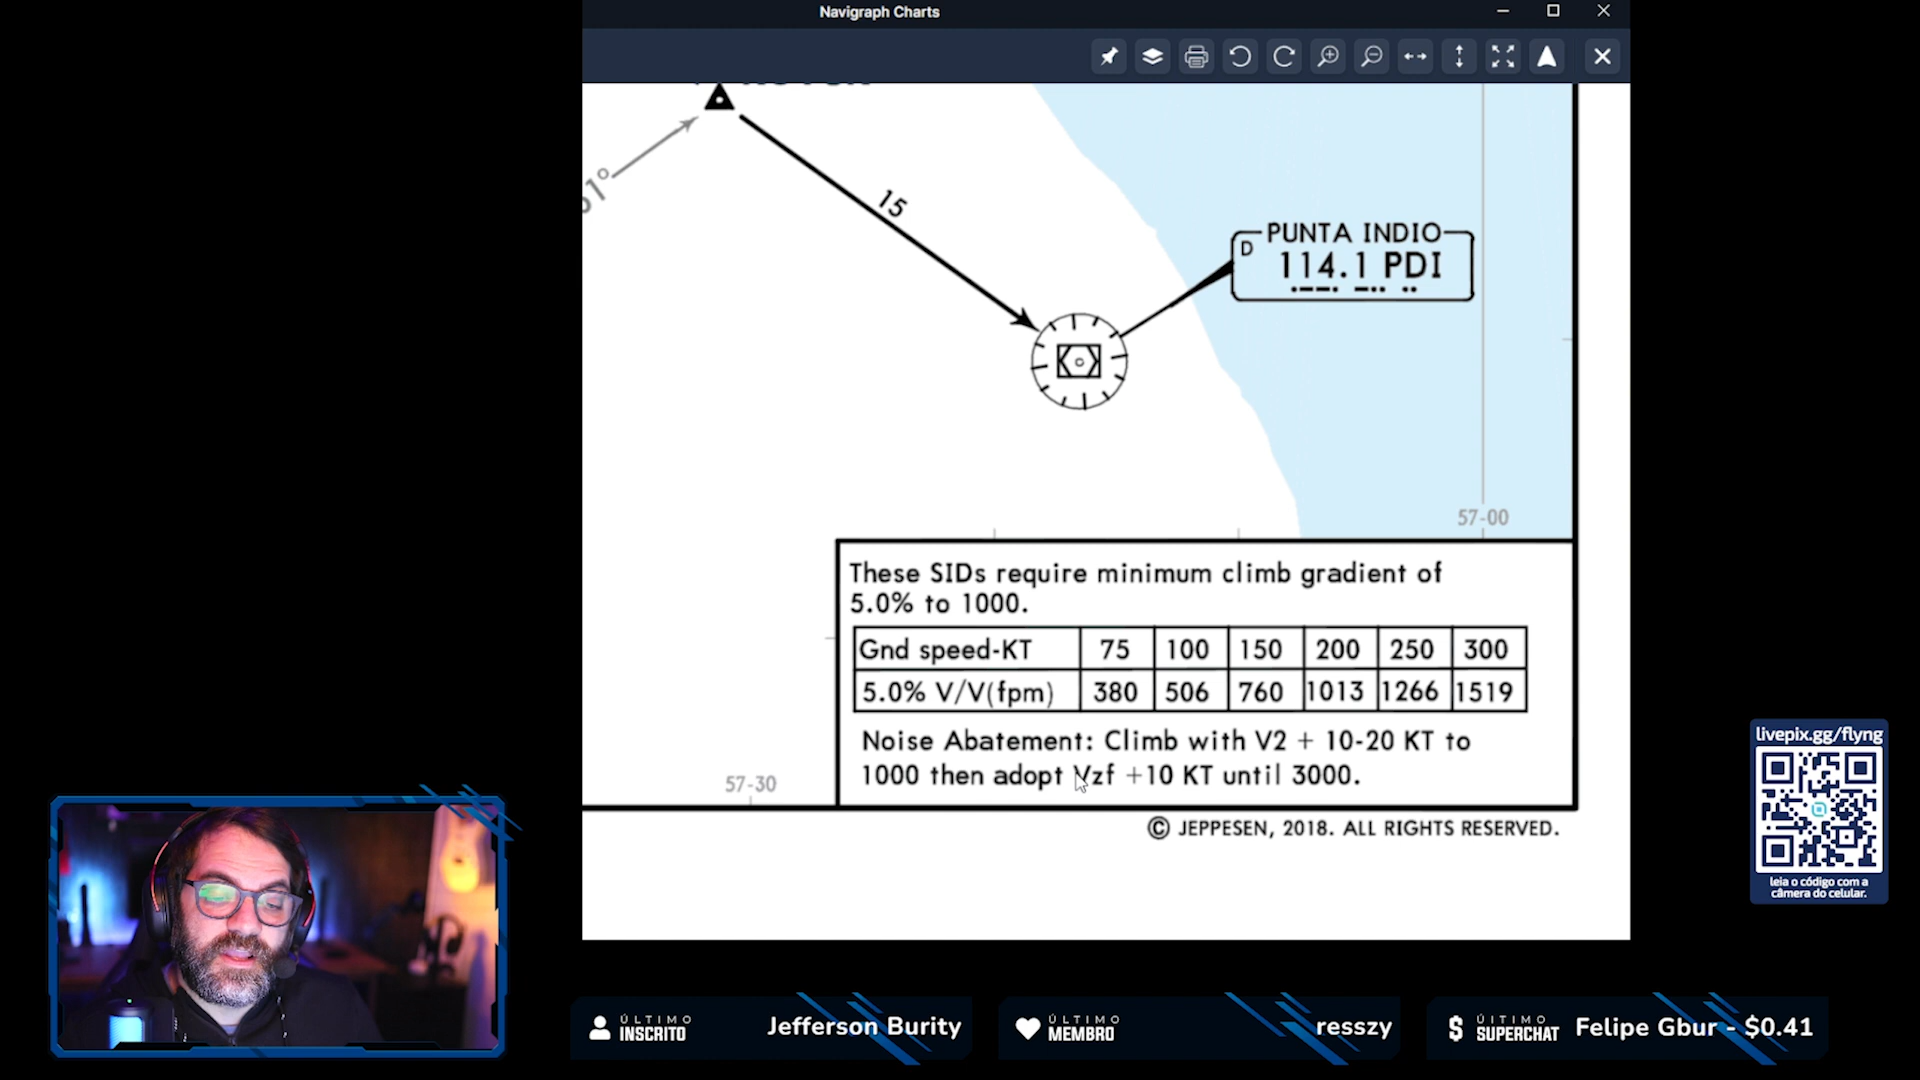 Navigraph Charts
15
PUNTA INDIO
D
114.1 PDI
57-00
These SIDs require minimum climb gradient of
5.0% to 1000.
Gnd speed-KT 75 100 150 200 250 300
5.0% V/V(fpm) 380 506 760 1013 1266 1519
Noise Abatement: Climb with V2 + 10-20 KT to
1000 then adopt Vzf +10 KT until 3000.
57-30
© JEPPESEN, 2018. ALL RIGHTS RESERVED.
livepix.gg/flyng
leia o código com a
câmera do celular.
ÚLTIMO
INSCRITO
Jefferson Burity
ÚLTIMO
MEMBRO
resszy
ÚLTIMO
SUPERCHAT
Felipe Gbur - $0.41